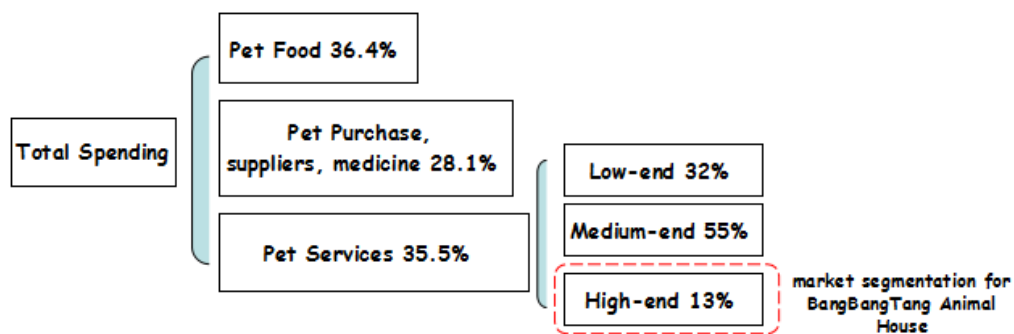 Pet Food 36.4%
Total Spending
Pet Purchase,
suppliers, medicine 28.1%
Pet Services 35.5%
Low-end 32%
Medium-end 55%
High-end 13%
market segmentation for
BangBangTang Animal
House